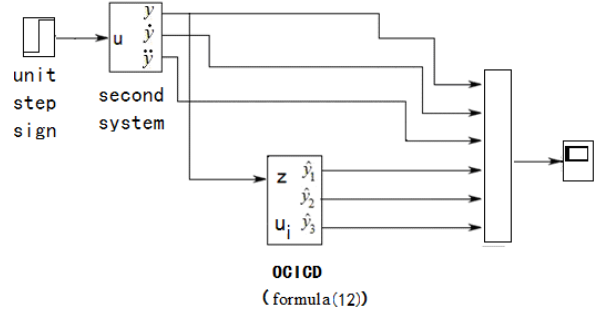 y
u ẏ
ÿ
unit
step
sign
second
system
z ŷ₁
ŷ₂
uᵢ ŷ₃
OCICD
(formula(12))